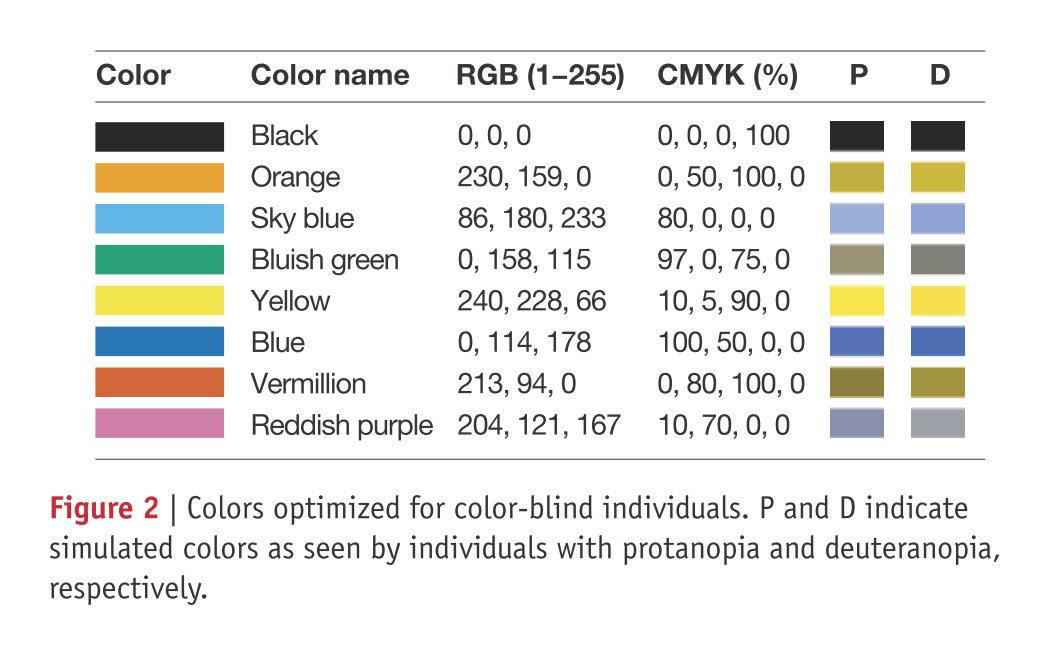 Color Color name RGB (1–255) CMYK (%) P D
Black 0, 0, 0 0, 0, 0, 100
Orange 230, 159, 0 0, 50, 100, 0
Sky blue 86, 180, 233 80, 0, 0, 0
Bluish green 0, 158, 115 97, 0, 75, 0
Yellow 240, 228, 66 10, 5, 90, 0
Blue 0, 114, 178 100, 50, 0, 0
Vermillion 213, 94, 0 0, 80, 100, 0
Reddish purple 204, 121, 167 10, 70, 0, 0
Figure 2 | Colors optimized for color-blind individuals. P and D indicate
simulated colors as seen by individuals with protanopia and deuteranopia,
respectively.